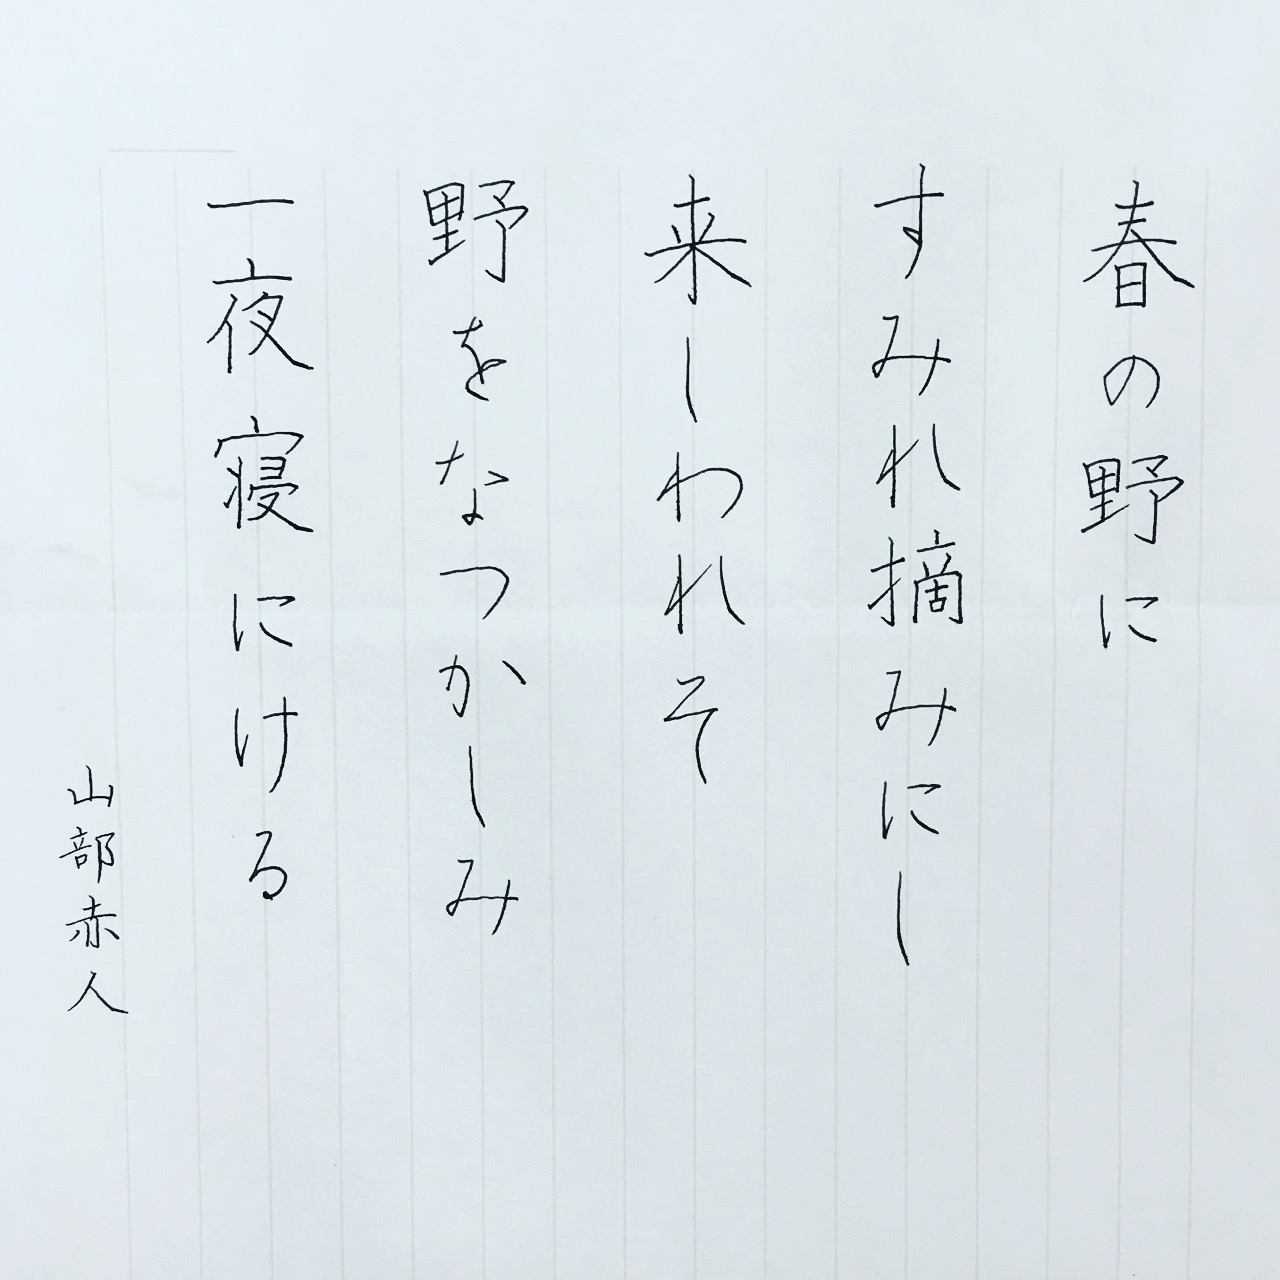 春の野に
すみれ摘みにし
来しわれそ
野をなつかしみ
一夜寝にける
山部赤人